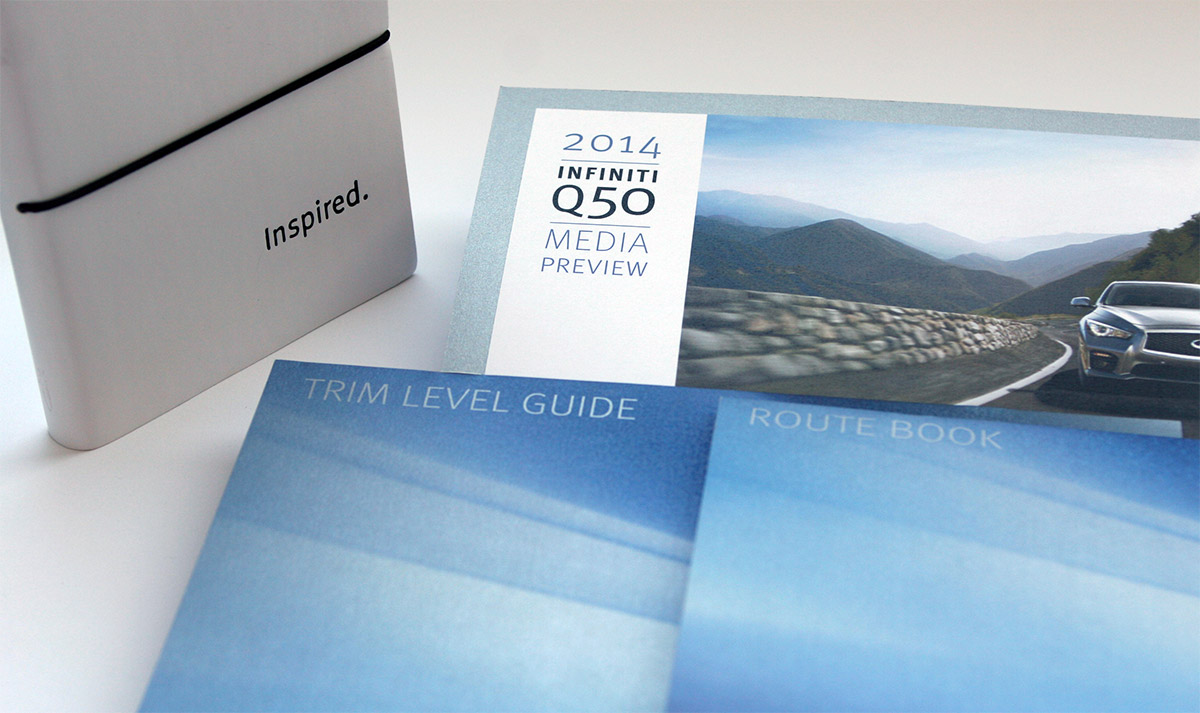 Inspired.
2014
INFINITI
Q50
MEDIA
PREVIEW
TRIM LEVEL GUIDE
ROUTE BOOK